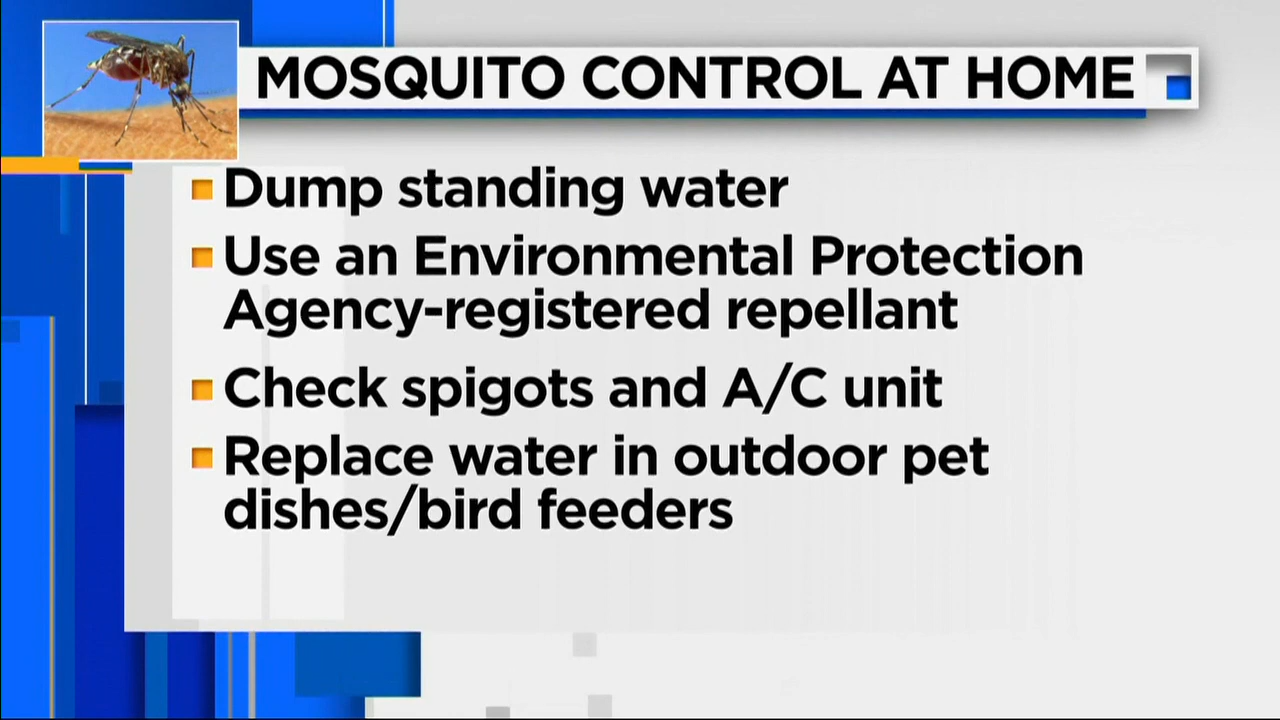 MOSQUITO CONTROL AT HOME
Dump standing water
Use an Environmental Protection
Agency-registered repellant
Check spigots and A/C unit
Replace water in outdoor pet
dishes/bird feeders